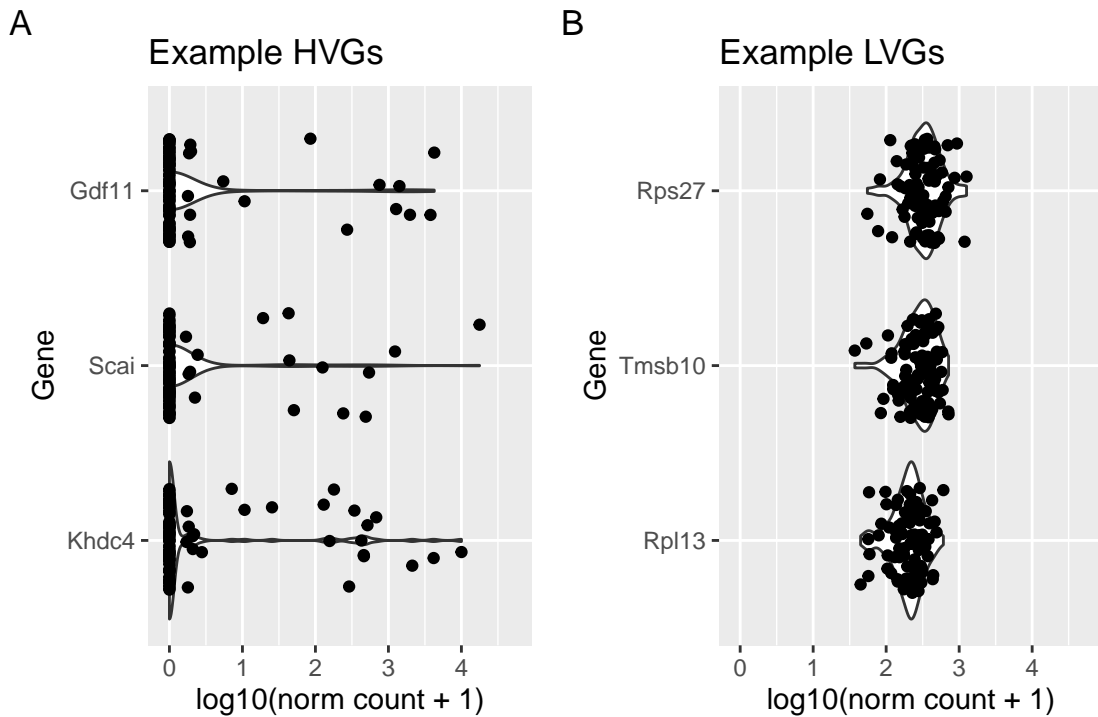 A
Example HVGs
Gene
Gdf11
Scai
Khdc4
0 1 2 3 4
log10(norm count + 1)
B
Example LVGs
Gene
Rps27
Tmsb10
Rpl13
0 1 2 3 4
log10(norm count + 1)